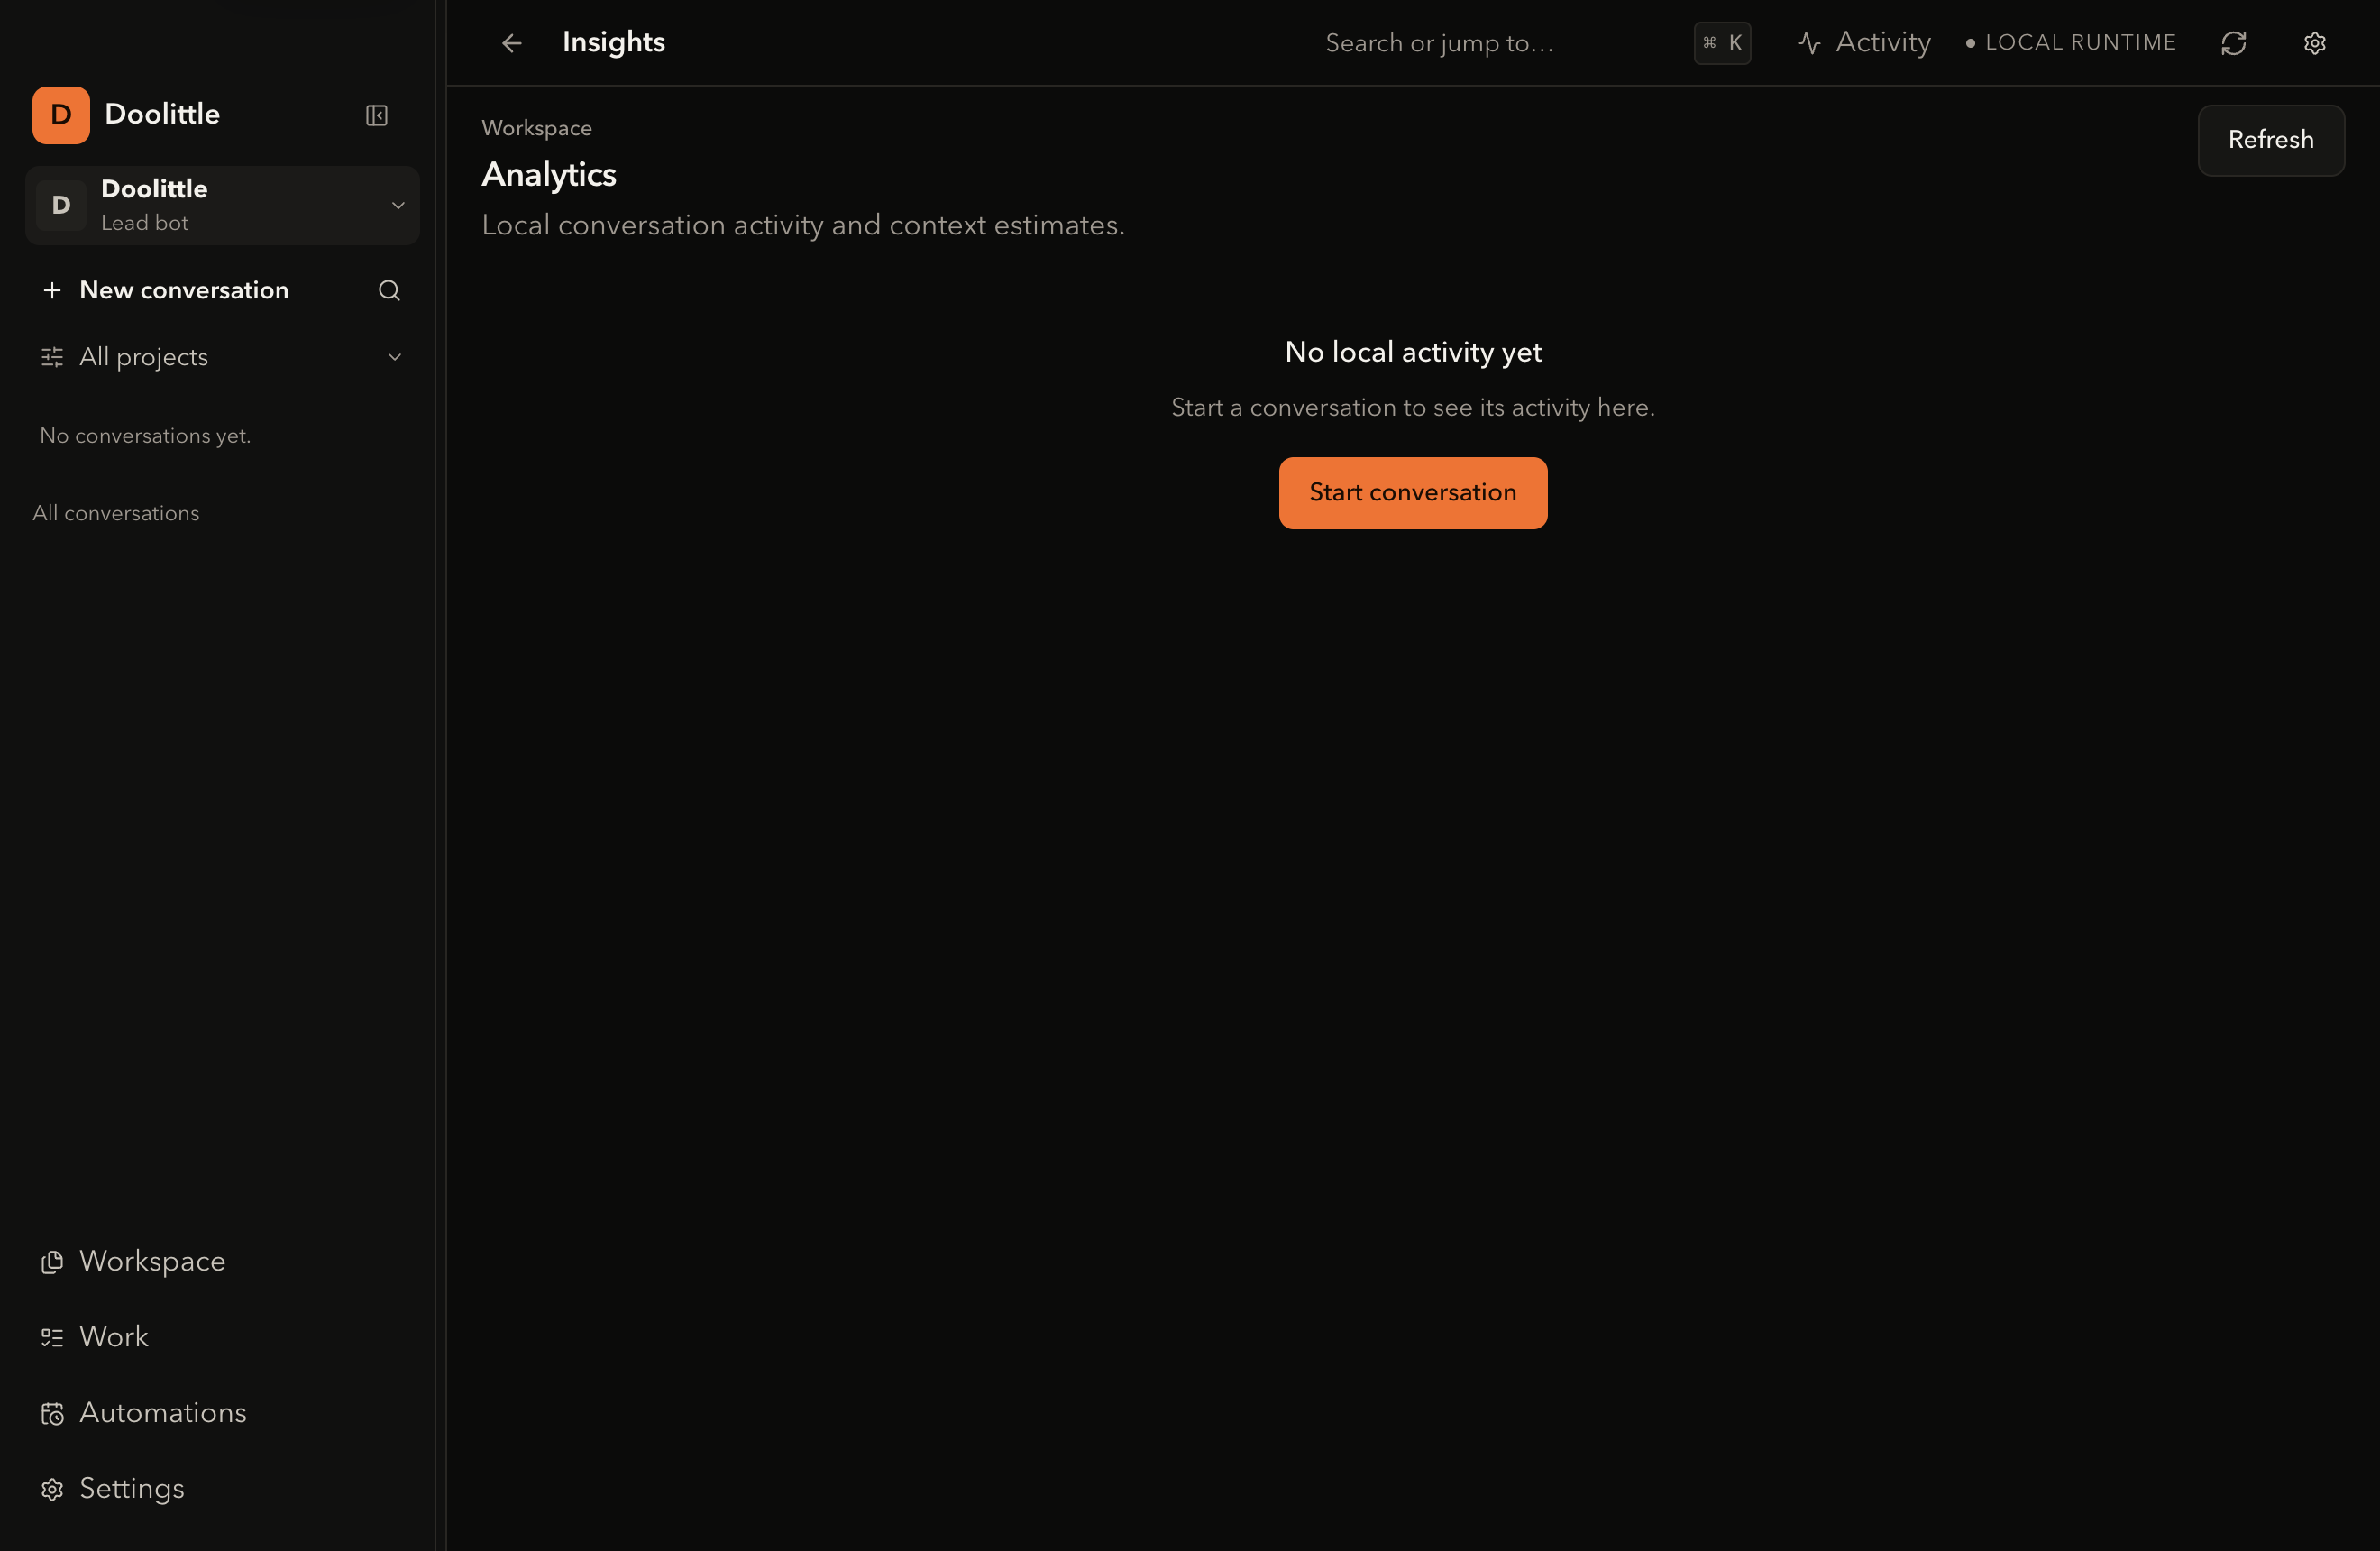 D Doolittle
D Doolittle
Lead bot
New conversation
All projects
No conversations yet.
All conversations
Workspace
Work
Automations
Settings
Insights
Search or jump to…
⌘ K
Activity
LOCAL RUNTIME
Workspace
Analytics
Local conversation activity and context estimates.
Refresh
No local activity yet
Start a conversation to see its activity here.
Start conversation